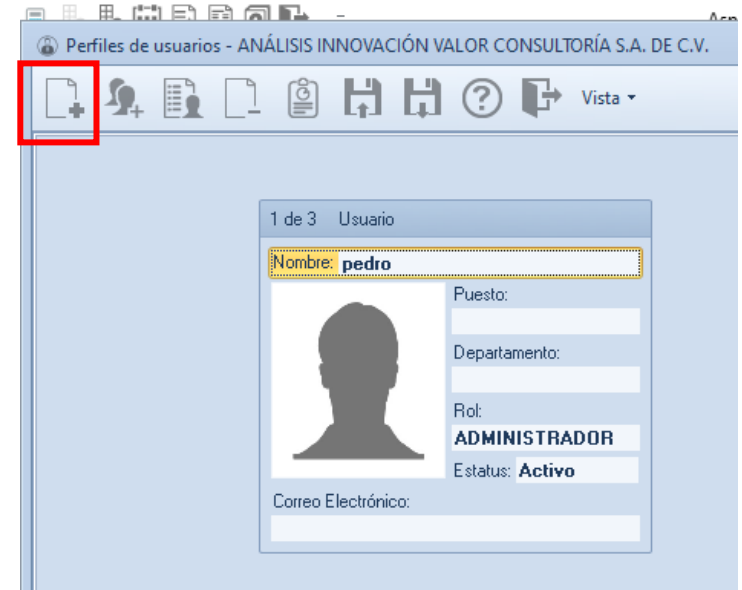 Perfiles de usuarios - ANÁLISIS INNOVACIÓN VALOR CONSULTORÍA S.A. DE C.V.
Vista
1 de 3 Usuario
Nombre: pedro
Puesto:
Departamento:
Rol:
ADMINISTRADOR
Estatus: Activo
Correo Electrónico: